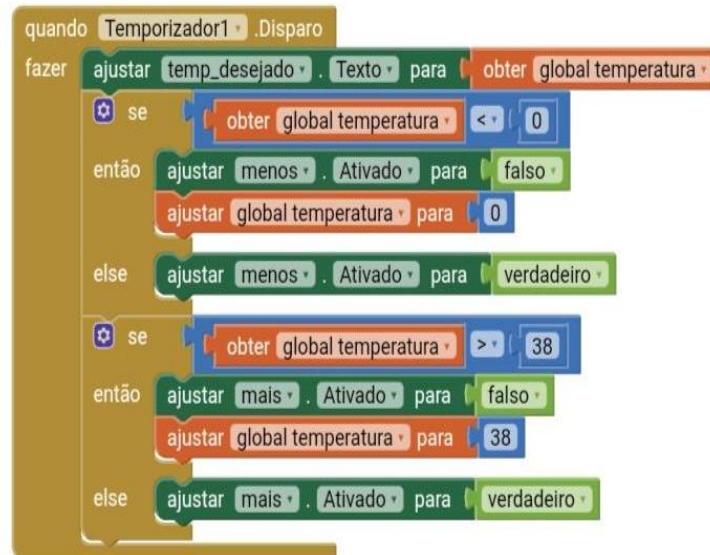 quando Temporizador1 .Disparo
fazer ajustar temp_desejado . Texto para obter global temperatura
se obter global temperatura < 0
então ajustar menos . Ativado para falso
ajustar global temperatura para 0
else ajustar menos . Ativado para verdadeiro
se obter global temperatura > 38
então ajustar mais . Ativado para falso
ajustar global temperatura para 38
else ajustar mais . Ativado para verdadeiro